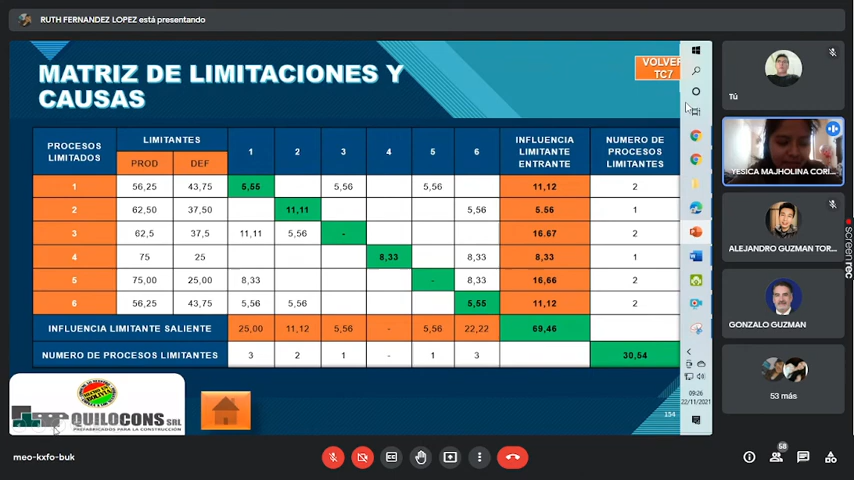 RUTH FERNANDEZ LOPEZ está presentando
VOLVER
TC7
MATRIZ DE LIMITACIONES Y
CAUSAS
PROCESOS LIMITADOS LIMITANTES 1 2 3 4 5 6 INFLUENCIA LIMITANTE ENTRANTE NUMERO DE PROCESOS LIMITANTES
PROD DEF
1 56,25 43,75 5,55 5,56 5,56 11,12 2
2 62,50 37,50 11,11 5,56 5.56 1
3 62,5 37,5 11,11 5,56 - 16.67 2
4 75 25 8,33 8,33 8,33 1
5 75,00 25,00 8,33 - 8,33 16,66 2
6 56,25 43,75 5,56 5,56 5,55 11,12 2
INFLUENCIA LIMITANTE SALIENTE 25,00 11,12 5,56 - 5,56 22,22 69,46
NUMERO DE PROCESOS LIMITANTES 3 2 1 - 1 3 30,54
QUILOCONS SRL
PREFABRICADOS PARA LA CONSTRUCCIÓN
154
09:26
22/11/2021
Tú
YESICA MAJHOLINA CORI...
ALEJANDRO GUZMAN TOR...
GONZALO GUZMAN
53 más
screen rec
meo-kxfo-buk
58